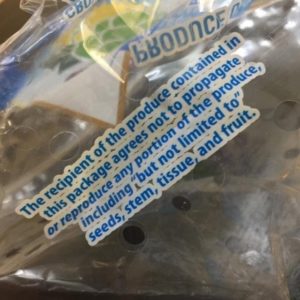 PRODUCE
The recipient of the produce contained in
this package agrees not to propagate
or reproduce any portion of the produce,
including but not limited to
seeds, stem, tissue, and fruit.